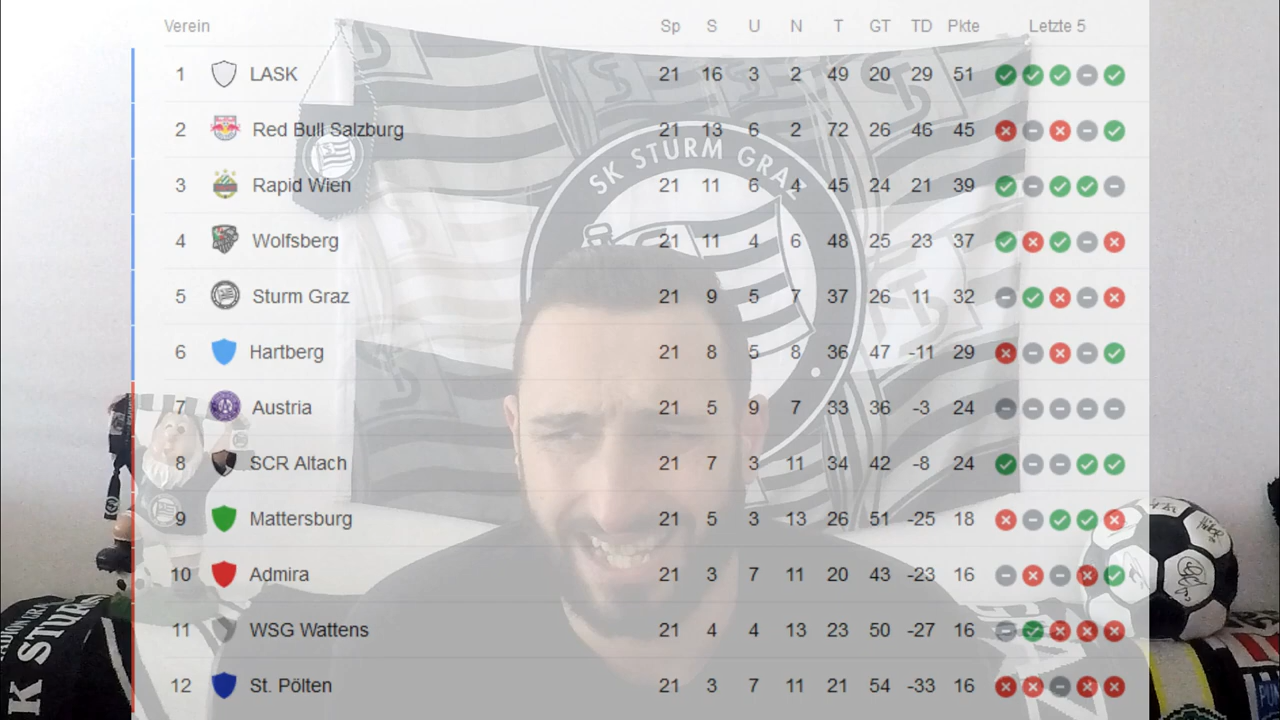 Verein Sp S U N T GT TD Pkte Letzte 5
1 LASK 21 16 3 2 49 20 29 51
2 Red Bull Salzburg 21 13 6 2 72 26 46 45
3 Rapid Wien 21 11 6 4 45 24 21 39
4 Wolfsberg 21 11 4 6 48 25 23 37
5 Sturm Graz 21 9 5 7 37 26 11 32
6 Hartberg 21 8 5 8 36 47 -11 29
7 Austria 21 5 9 7 33 36 -3 24
8 SCR Altach 21 7 3 11 34 42 -8 24
9 Mattersburg 21 5 3 13 26 51 -25 18
10 Admira 21 3 7 11 20 43 -23 16
11 WSG Wattens 21 4 4 13 23 50 -27 16
12 St. Pölten 21 3 7 11 21 54 -33 16
SK STURM GRAZ
K STURM